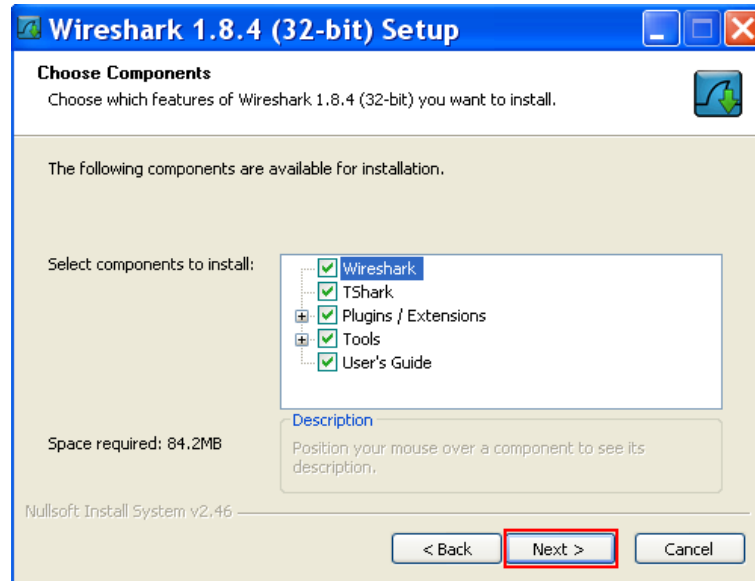 Wireshark 1.8.4 (32-bit) Setup
Choose Components
Choose which features of Wireshark 1.8.4 (32-bit) you want to install.
The following components are available for installation.
Select components to install:
Wireshark
TShark
Plugins / Extensions
Tools
User's Guide
Space required: 84.2MB
Description
Position your mouse over a component to see its
description.
Nullsoft Install System v2.46
< Back
Next >
Cancel